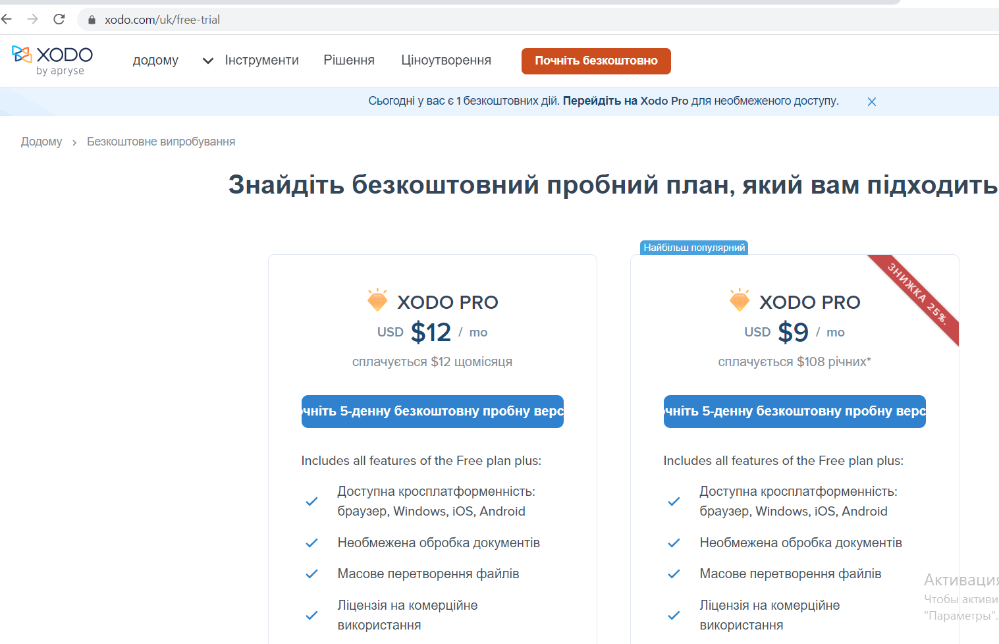 xodo.com/uk/free-trial
XODO
by apryse
додому
Інструменти
Рішення
Ціноутворення
Почніть безкоштовно
Сьогодні у вас є 1 безкоштовних дій. Перейдіть на Xodo Pro для необмеженого доступу.
Додому
Безкоштовне випробування
Знайдіть безкоштовний пробний план, який вам підходить
XODO PRO
USD $12 / mo
сплачується $12 щомісяця
очніть 5-денну безкоштовну пробну верс
Includes all features of the Free plan plus:
Доступна кросплатформенність:
браузер, Windows, iOS, Android
Необмежена обробка документів
Масове перетворення файлів
Ліцензія на комерційне
використання
Найбільш популярний
ЗНИЖКА 25%.
XODO PRO
USD $9 / mo
сплачується $108 річних*
очніть 5-денну безкоштовну пробну верс
Includes all features of the Free plan plus:
Доступна кросплатформенність:
браузер, Windows, iOS, Android
Необмежена обробка документів
Масове перетворення файлів
Ліцензія на комерційне
використання
Активация
Чтобы активи
"Параметры".